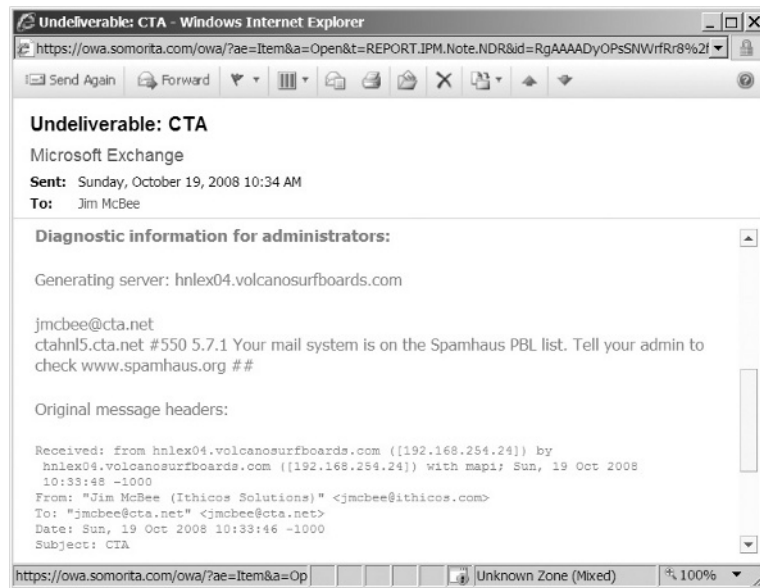 Undeliverable: CTA - Windows Internet Explorer
https://owa.somorita.com/owa/?ae=Item&a=Open&t=REPORT.IPM.Note.NDR&id=RgAAAADyOPsSNWrfRr8%2f
Send Again Forward
Undeliverable: CTA
Microsoft Exchange
Sent: Sunday, October 19, 2008 10:34 AM
To: Jim McBee
Diagnostic information for administrators:
Generating server: hnlex04.volcanosurfboards.com
jmcbee@cta.net
ctahnl5.cta.net #550 5.7.1 Your mail system is on the Spamhaus PBL list. Tell your admin to
check www.spamhaus.org ##
Original message headers:
Received: from hnlex04.volcanosurfboards.com ([192.168.254.24]) by
hnlex04.volcanosurfboards.com ([192.168.254.24]) with mapi; Sun, 19 Oct 2008
10:33:48 -1000
From: "Jim McBee (Ithicos Solutions)" <jmcbee@ithicos.com>
To: "jmcbee@cta.net" <jmcbee@cta.net>
Date: Sun, 19 Oct 2008 10:33:46 -1000
Subject: CTA
https://owa.somorita.com/owa/?ae=Item&a=Op Unknown Zone (Mixed) 100%